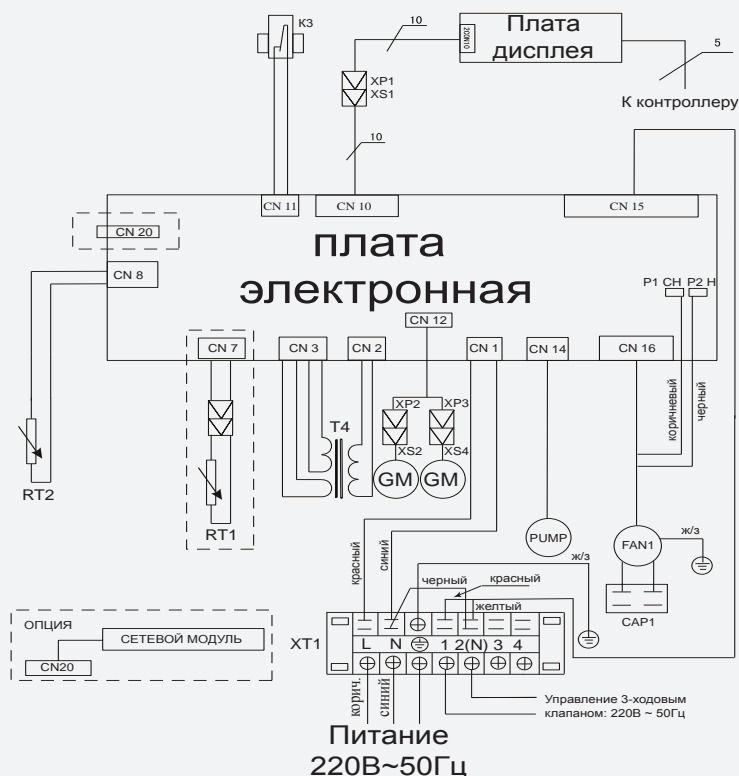 К3
10
2XCN10
Плата
дисплея
5
XP1
XS1
К контроллеру
10
CN 11
CN 10
CN 15
CN 20
плата
электронная
CN 8
P1 CH
P2 H
CN 12
CN 7
CN 3
CN 2
CN 1
CN 14
CN 16
коричневый
черный
XP2
XP3
T4
XS2
XS4
GM
GM
RT2
RT1
PUMP
FAN1
ж/з
красный
синий
ж/з
черный
красный
желтый
CAP1
ОПЦИЯ
СЕТЕВОЙ МОДУЛЬ
CN20
XT1
L N 1 2(N) 3 4
корич.
синий
Управление 3-ходовым
клапаном: 220В ~ 50Гц
Питание
220В~50Гц